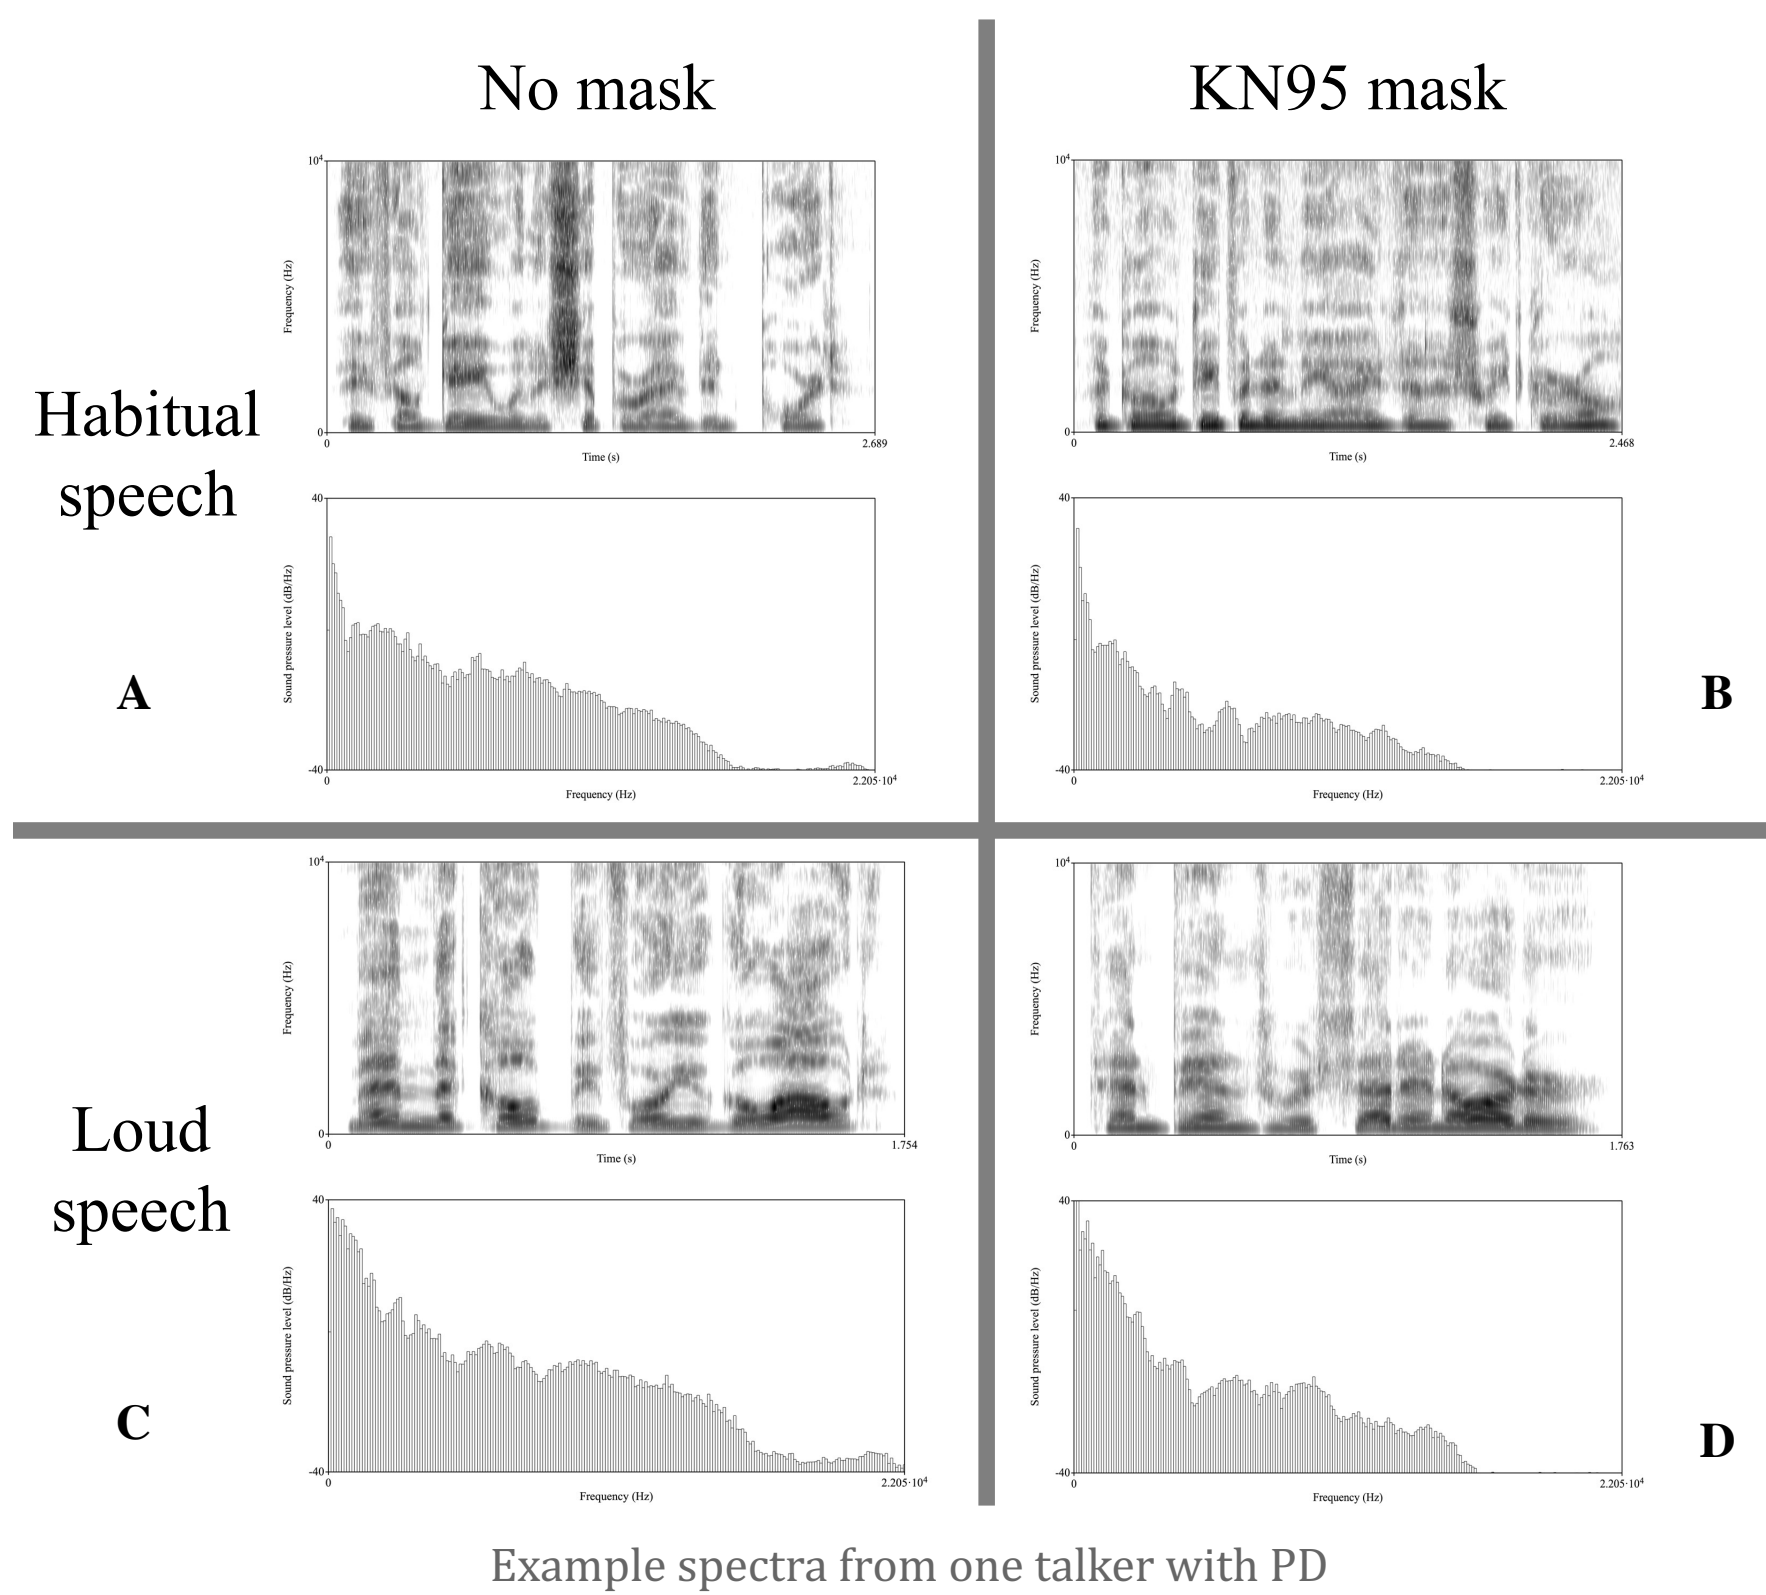 No mask
KN95 mask
Habitual
speech
10⁴
Frequency (Hz)
0
0
2.689
Time (s)
10⁴
Frequency (Hz)
0
0
2.468
Time (s)
40
Sound pressure level (dB/Hz)
-40
0
2.205·10⁴
Frequency (Hz)
A
40
Sound pressure level (dB/Hz)
-40
0
2.205·10⁴
Frequency (Hz)
B
Loud
speech
10⁴
Frequency (Hz)
0
0
1.754
Time (s)
10⁴
Frequency (Hz)
0
0
1.763
Time (s)
40
Sound pressure level (dB/Hz)
-40
0
2.205·10⁴
Frequency (Hz)
C
40
Sound pressure level (dB/Hz)
-40
0
2.205·10⁴
Frequency (Hz)
D
Example spectra from one talker with PD